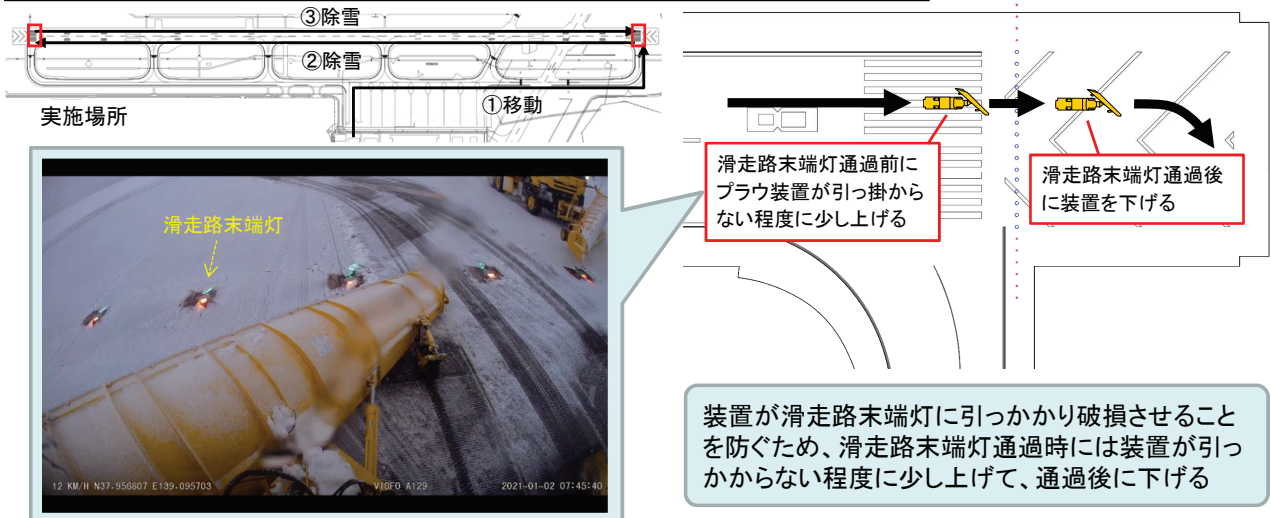 ③除雪
②除雪
①移動
実施場所
滑走路末端灯
12 KM/H N37.956807 E139.095703
VIOFO A129
2021-01-02 07:45:40
滑走路末端灯通過前に
プラウ装置が引っ掛から
ない程度に少し上げる
滑走路末端灯通過後
に装置を下げる
装置が滑走路末端灯に引っかかり破損させること
を防ぐため、滑走路末端灯通過時には装置が引っ
かからない程度に少し上げて、通過後に下げる